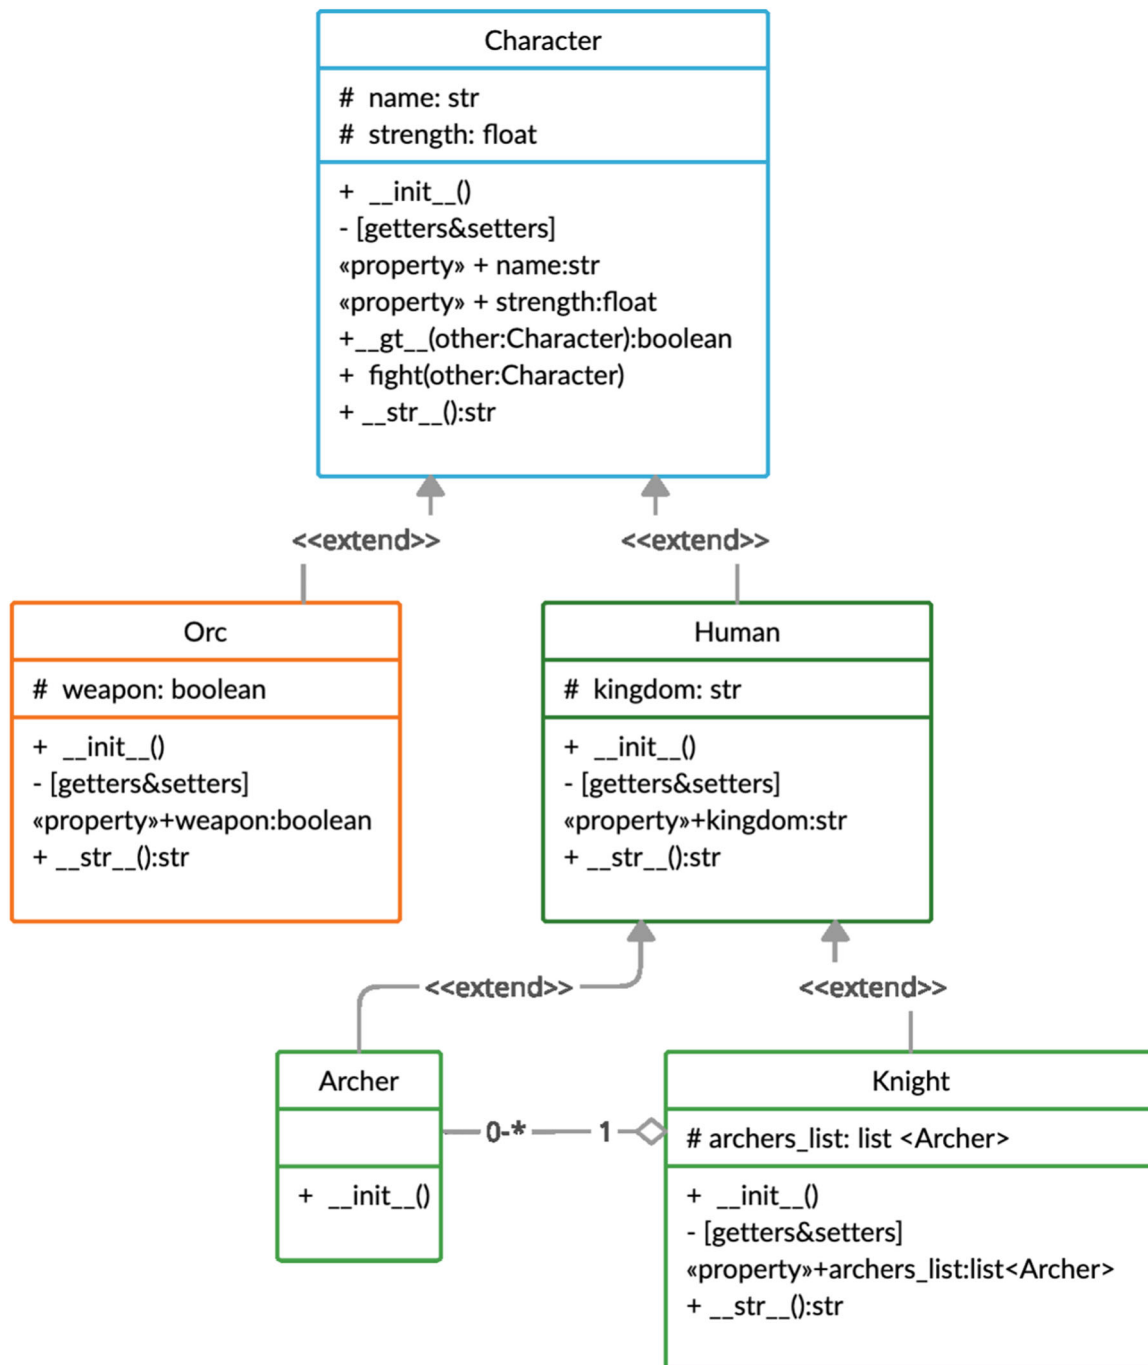 Character
# name: str
# strength: float
+ __init__()
- [getters&setters]
«property» + name:str
«property» + strength:float
+__gt__(other:Character):boolean
+ fight(other:Character)
+ __str__():str
<<extend>>
<<extend>>
Orc
# weapon: boolean
+ __init__()
- [getters&setters]
«property»+weapon:boolean
+ __str__():str
Human
# kingdom: str
+ __init__()
- [getters&setters]
«property»+kingdom:str
+ __str__():str
<<extend>>
<<extend>>
Archer
+ __init__()
0-*
1
Knight
# archers_list: list <Archer>
+ __init__()
- [getters&setters]
«property»+archers_list:list<Archer>
+ __str__():str